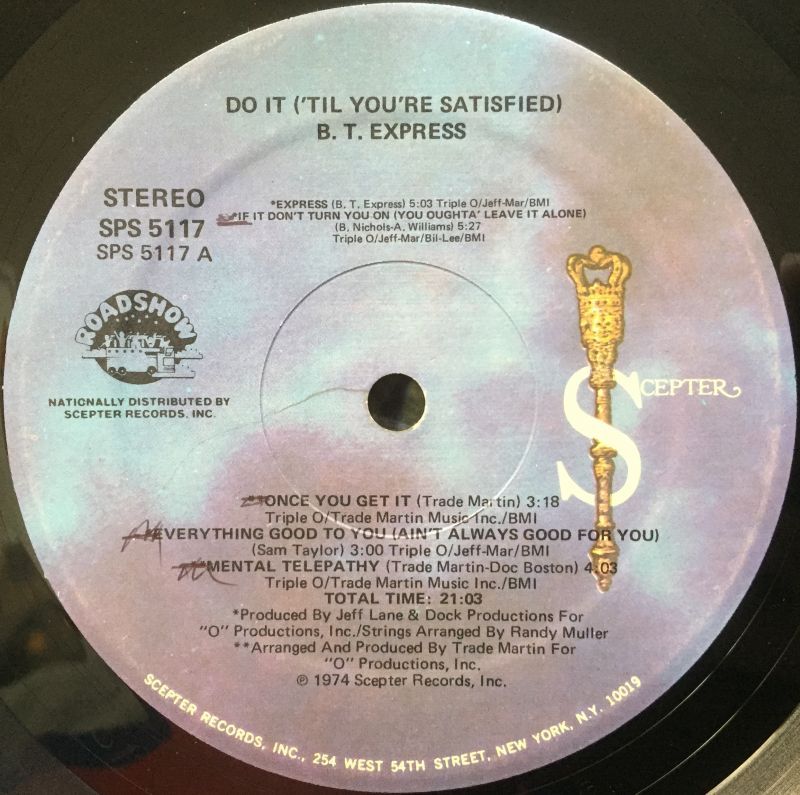 DO IT ('TIL YOU'RE SATISFIED)
B. T. EXPRESS
STEREO
SPS 5117
SPS 5117 A
*EXPRESS (B. T. Express) 5:03 Triple O/Jeff-Mar/BMI
*IF IT DON'T TURN YOU ON (YOU OUGHTA' LEAVE IT ALONE)
(B. Nichols-A. Williams) 5:27
Triple O/Jeff-Mar/Bil-Lee/BMI
ROADSHOW
NATIONALLY DISTRIBUTED BY
SCEPTER RECORDS, INC.
SCEPTER
**ONCE YOU GET IT (Trade Martin) 3:18
Triple O/Trade Martin Music Inc./BMI
*EVERYTHING GOOD TO YOU (AIN'T ALWAYS GOOD FOR YOU)
(Sam Taylor) 3:00 Triple O/Jeff-Mar/BMI
**MENTAL TELEPATHY (Trade Martin-Doc Boston) 4:03
Triple O/Trade Martin Music Inc./BMI
TOTAL TIME: 21:03
*Produced By Jeff Lane & Dock Productions For
"O" Productions, Inc./Strings Arranged By Randy Muller
**Arranged And Produced By Trade Martin For
"O" Productions, Inc.
℗ 1974 Scepter Records, Inc.
SCEPTER RECORDS, INC., 254 WEST 54TH STREET, NEW YORK, N.Y. 10019